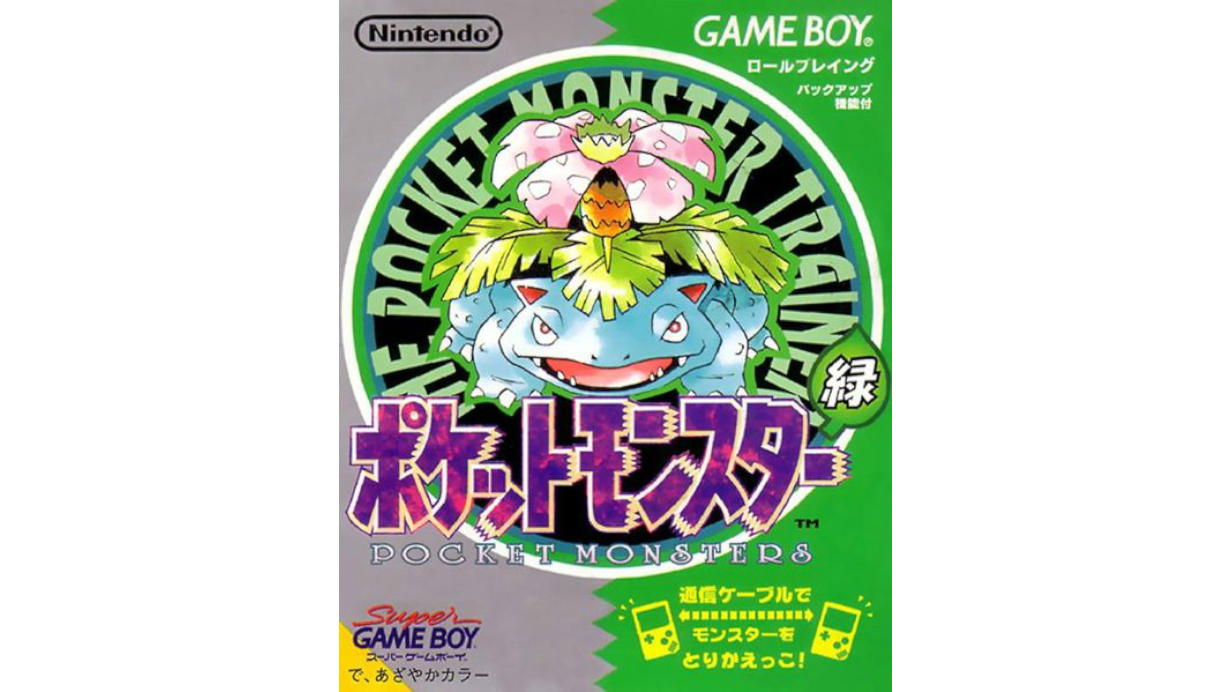 Nintendo®
GAME BOY®
ロールプレイング
バックアップ
機能付
THE POCKET MONSTER TRAINER
緑
ポケットモンスター
TM
POCKET MONSTERS
通信ケーブルで
モンスターを
とりかえっこ!
Super
GAME BOY
スーパーゲームボーイ
で、あざやかカラー